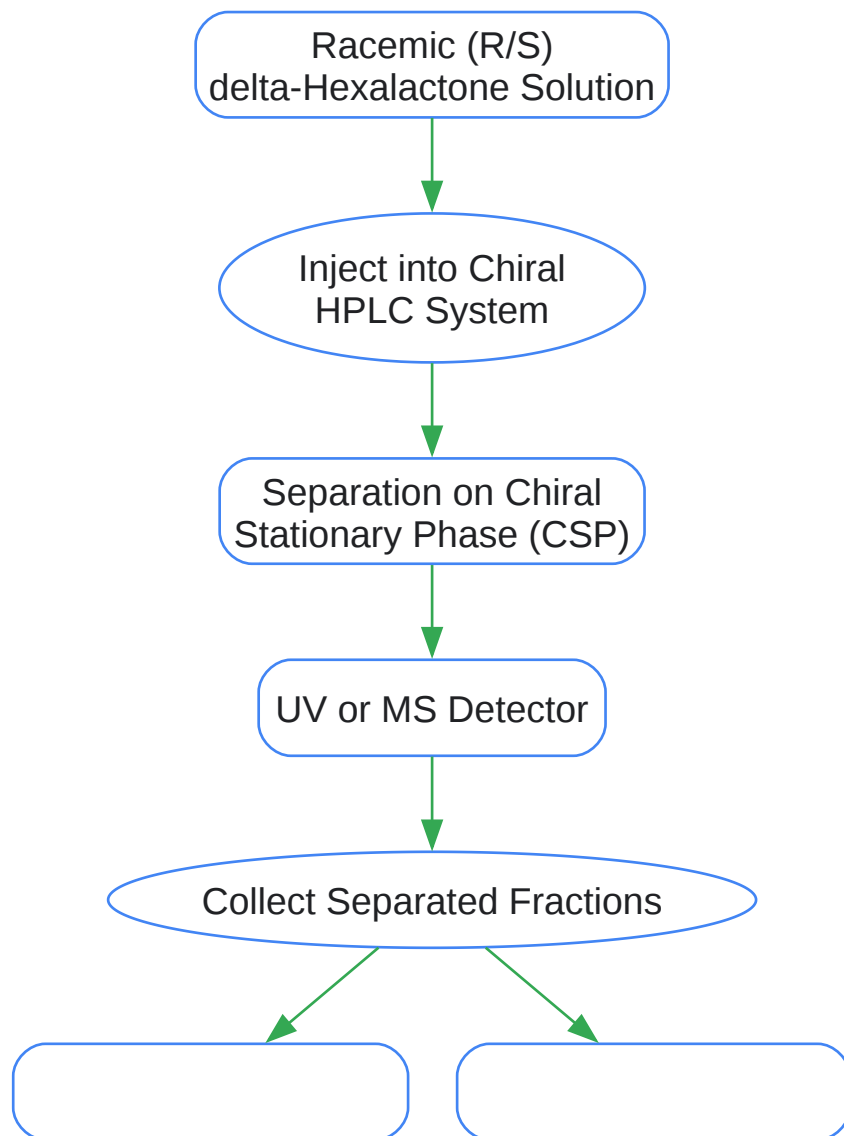 Racemic (R/S)
delta-Hexalactone Solution
Inject into Chiral
HPLC System
Separation on Chiral
Stationary Phase (CSP)
UV or MS Detector
Collect Separated Fractions